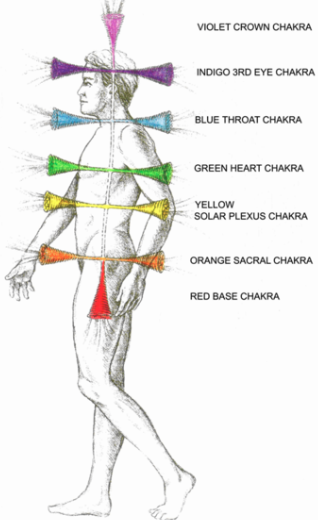 VIOLET CROWN CHAKRA
INDIGO 3RD EYE CHAKRA
BLUE THROAT CHAKRA
GREEN HEART CHAKRA
YELLOW
SOLAR PLEXUS CHAKRA
ORANGE SACRAL CHAKRA
RED BASE CHAKRA